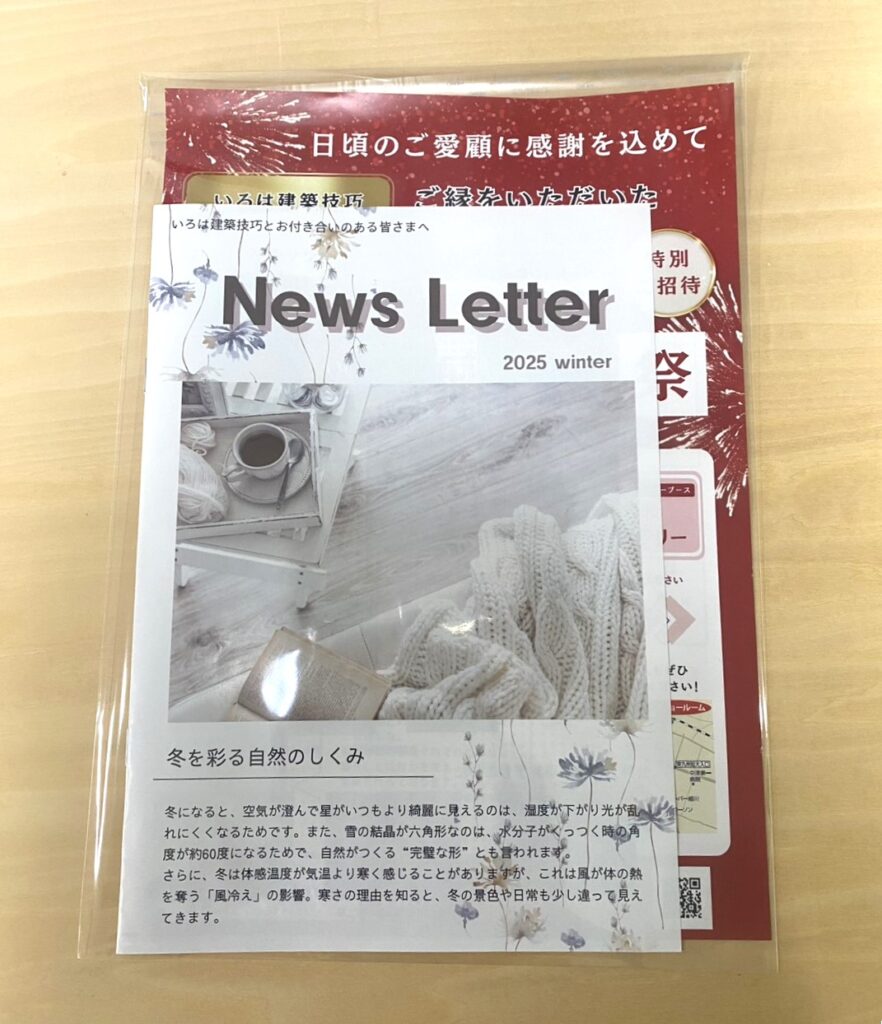 日頃のご愛顧に感謝を込めて
いろは建築技巧
ご縁をいただいた
特別
招待
祭
いろは建築技巧とお付き合いのある皆さまへ
News Letter
2025 winter
冬を彩る自然のしくみ
冬になると、空気が澄んで星がいつもより綺麗に見えるのは、湿度が下がり光が乱
れにくくなるためです。また、雪の結晶が六角形なのは、水分子がくっつく時の角
度が約60度になるためで、自然がつくる“完璧な形”とも言われます。
さらに、冬は体感温度が気温より寒く感じることがありますが、これは風が体の熱
を奪う「風冷え」の影響。寒さの理由を知ると、冬の景色や日常も少し違って見え
てきます。
ーブース
リー
さい
ぜひ
さい!
ョールーム